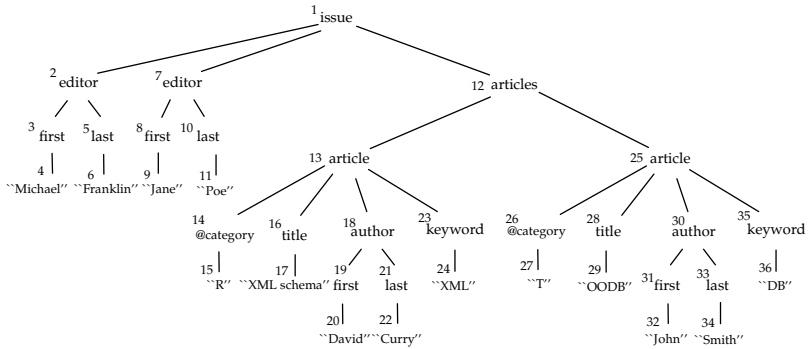 1 issue
2 editor 7 editor 12 articles
3 first 5 last 8 first 10 last
13 article 25 article
4 ``Michael'' 6 ``Franklin'' 9 ``Jane'' 11 ``Poe''
14 @category 16 title 18 author 23 keyword 26 @category 28 title 30 author 35 keyword
15 ``R'' 17 ``XML schema'' 19 first 21 last 24 ``XML'' 27 ``T'' 29 ``OODB'' 31 first 33 last 36 ``DB''
20 ``David'' 22 ``Curry'' 32 ``John'' 34 ``Smith''